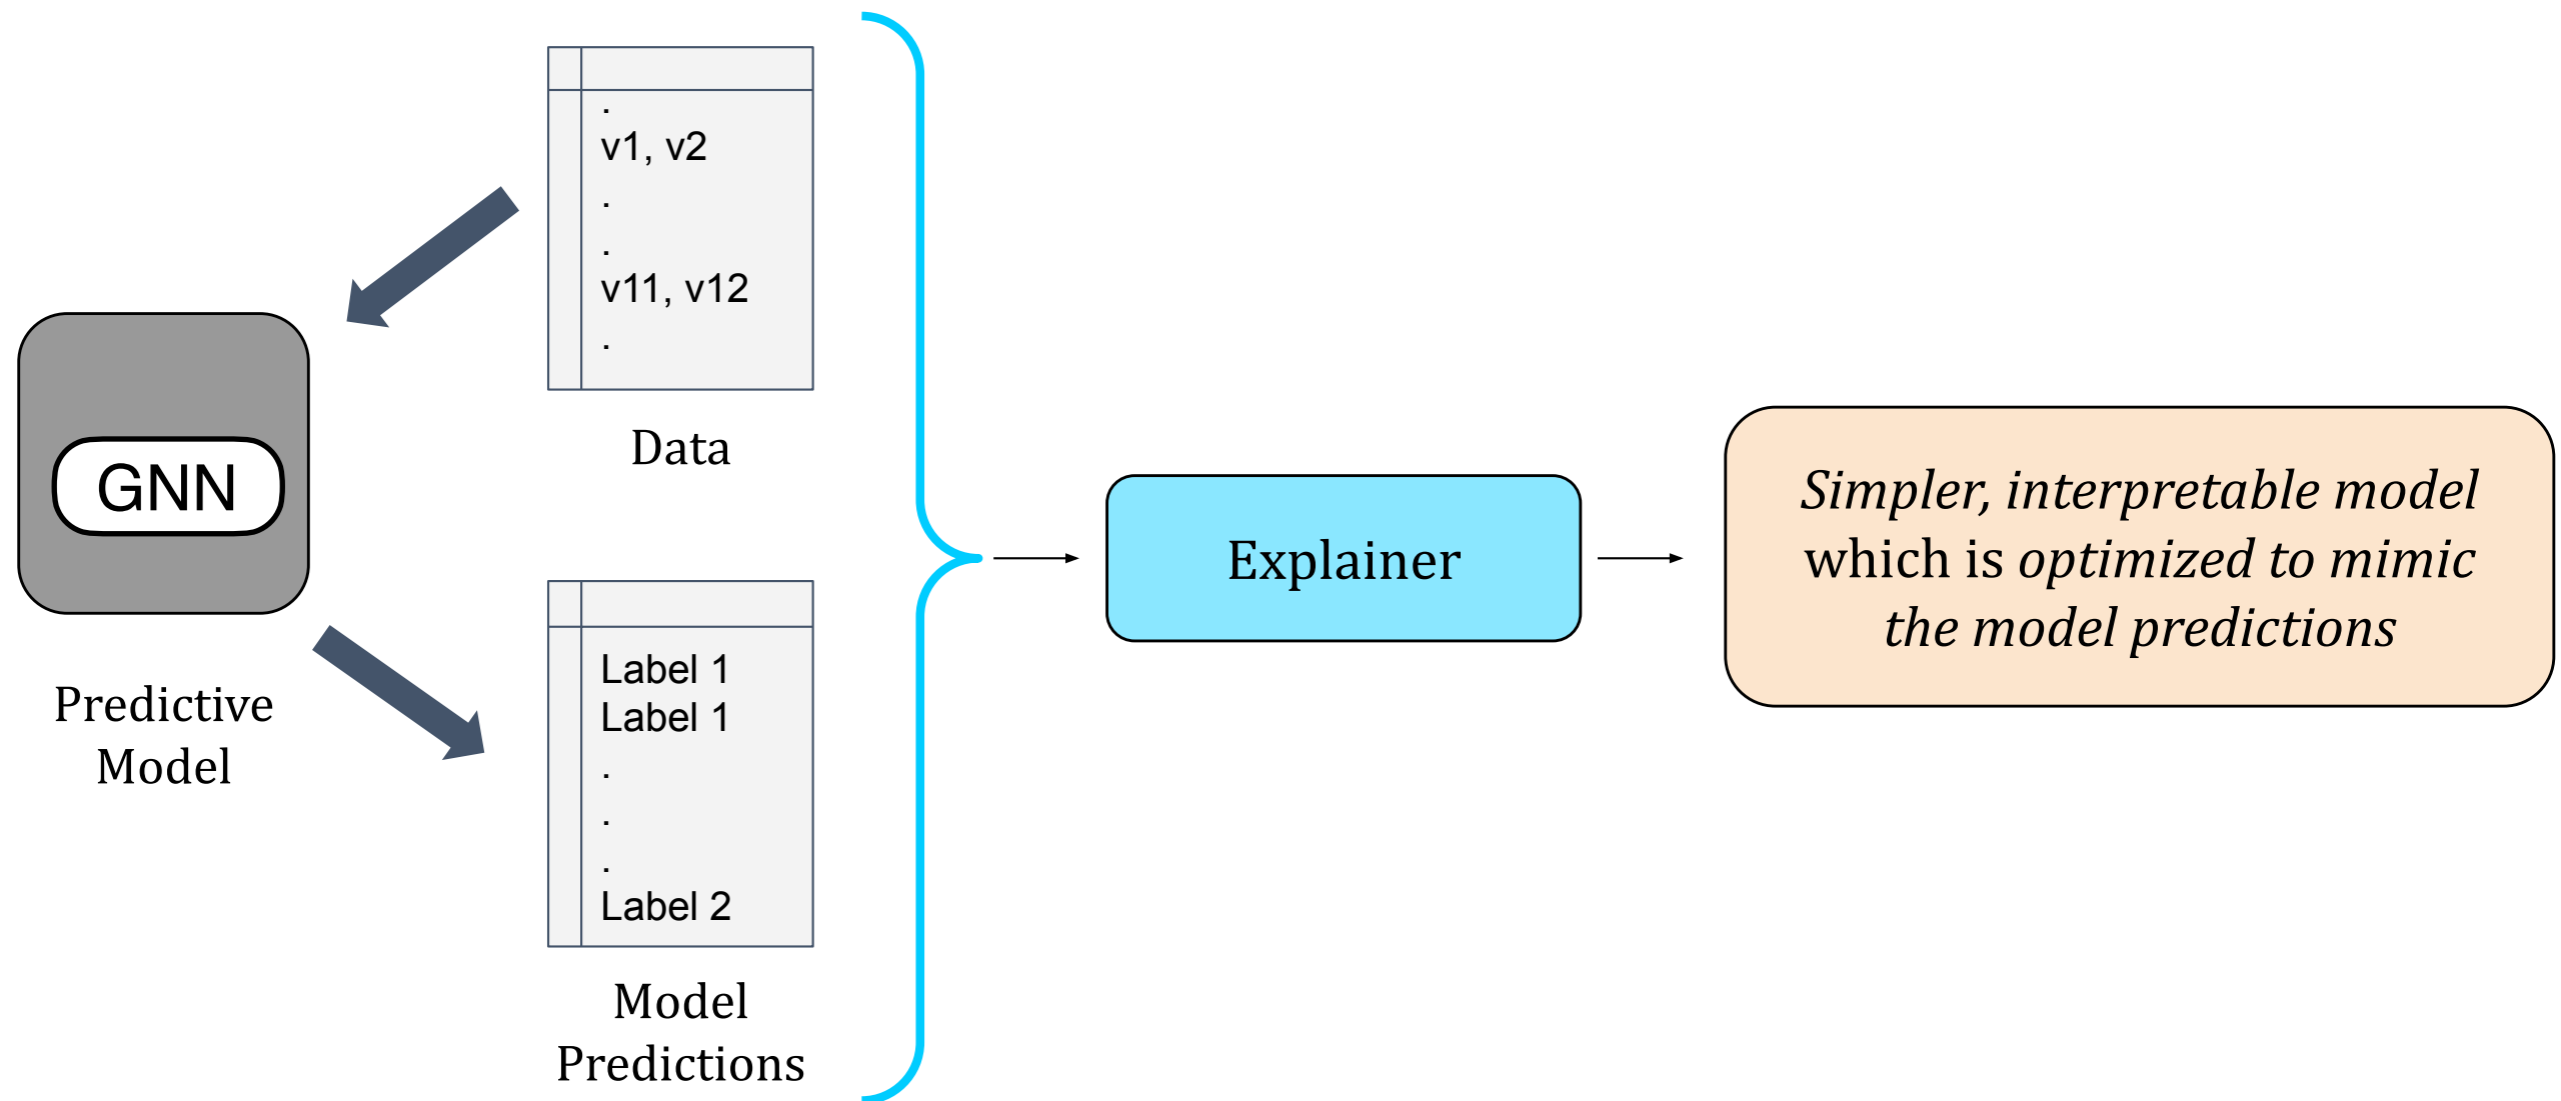 GNN
Predictive
Model
.
v1, v2
.
.
v11, v12
.
Data
Label 1
Label 1
.
.
.
Label 2
Model
Predictions
Explainer
Simpler, interpretable model
which is optimized to mimic
the model predictions